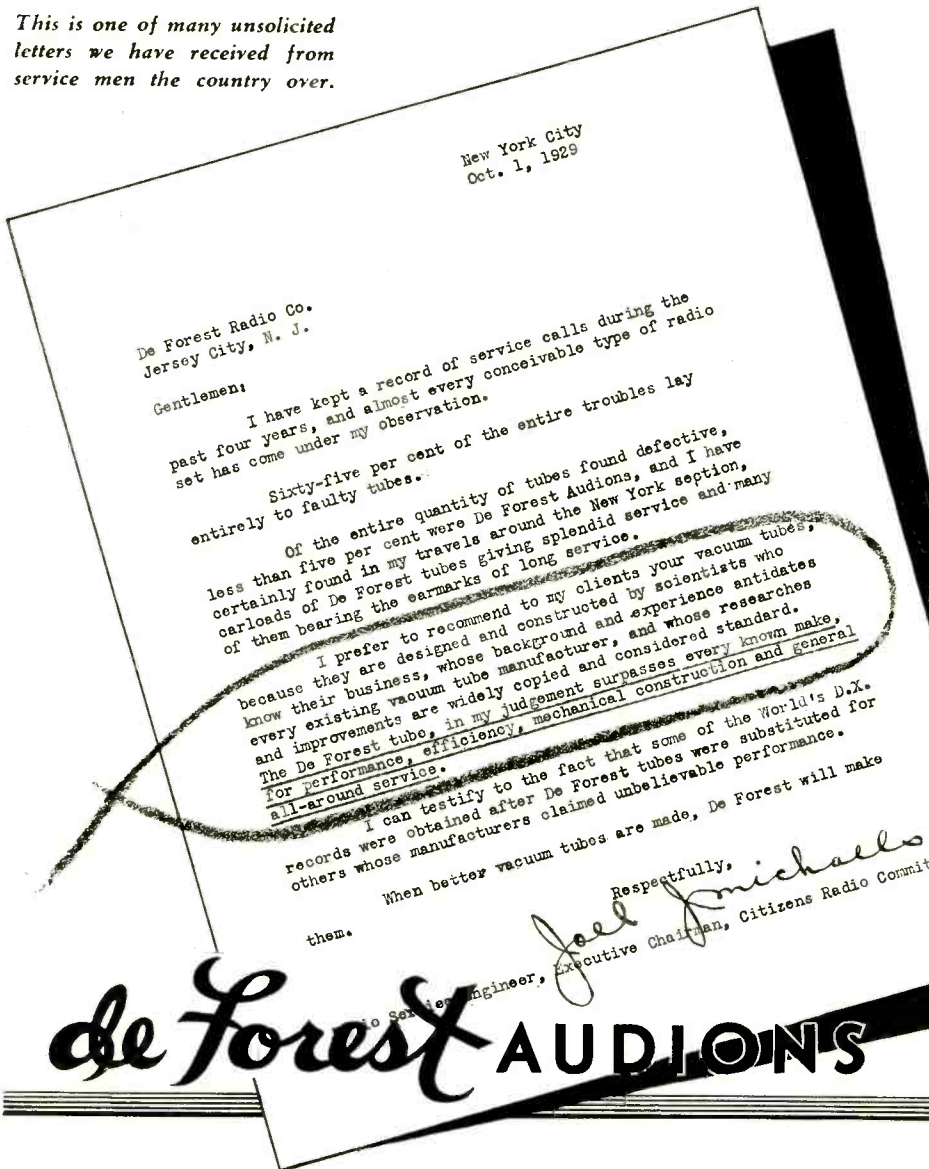 This is one of many unsolicited
letters we have received from
service men the country over.
New York City
Oct. 1, 1929
De Forest Radio Co.
Jersey City, N. J.
Gentlemen:
I have kept a record of service calls during the
past four years, and almost every conceivable type of radio
set has come under my observation.
Sixty-five per cent of the entire troubles lay
entirely to faulty tubes.
Of the entire quantity of tubes found defective,
less than five per cent were De Forest Audions, and I have
certainly found in my travels around the New York section,
carloads of De Forest tubes giving splendid service and many
of them bearing the earmarks of long service.
I prefer to recommend to my clients your vacuum tubes,
because they are designed and constructed by scientists who
know their business, whose background and experience antidates
every existing vacuum tube manufacturer, and whose researches
and improvements are widely copied and considered standard.
The De Forest tube, in my judgement surpasses every known make,
for performance, efficiency, mechanical construction and general
all-around service.
I can testify to the fact that some of the World's D.X.
records were obtained after De Forest tubes were substituted for
others whose manufacturers claimed unbelievable performance.
When better vacuum tubes are made, De Forest will make
them.
Respectfully,
Joel J Michaels
Engineer, Executive Chairman, Citizens Radio
de Forest AUDIONS